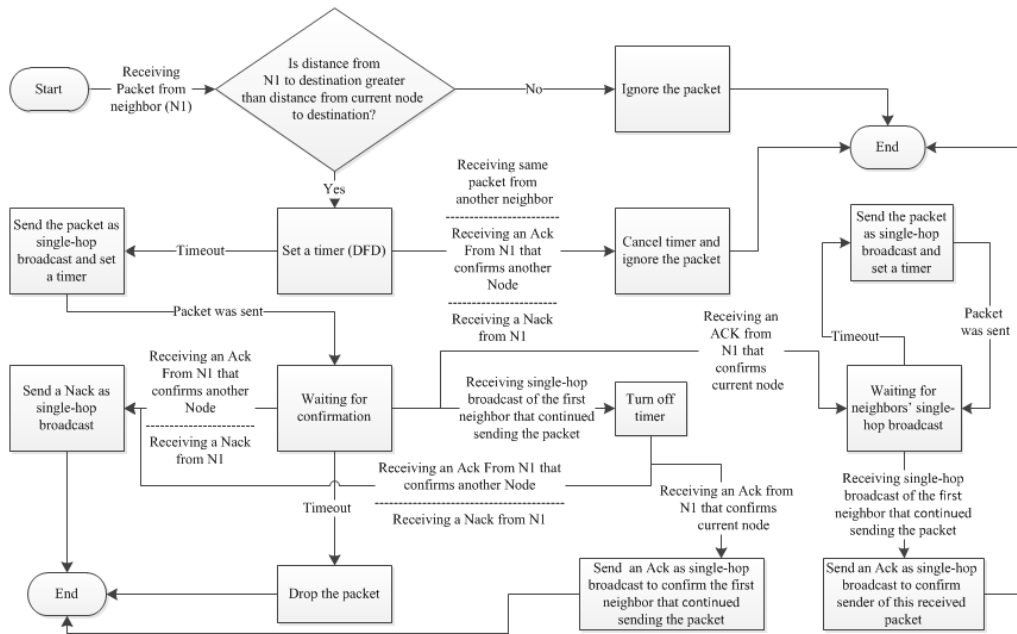 Start
Receiving
Packet from
neighbor (N1)
Is distance from
N1 to destination greater
than distance from current node
to destination?
No
Ignore the packet
End
Yes
Receiving same
packet from
another neighbor
Send the packet as
single-hop
broadcast and set
a timer
Timeout
Set a timer (DFD)
Receiving an Ack
From N1 that
confirms another
Node
Receiving a Nack
from N1
Cancel timer and
ignore the packet
Send the packet
as single-hop
broadcast and
set a timer
Packet was sent
Receiving an
ACK from
N1 that
confirms
current node
Timeout
Packet
was sent
Send a Nack as
single-hop
broadcast
Receiving an Ack
From N1 that
confirms another
Node
Receiving a Nack
from N1
Waiting for
confirmation
Receiving single-hop
broadcast of the first
neighbor that continued
sending the packet
Turn off
timer
Waiting for
neighbors’ single-
hop broadcast
Receiving an Ack From N1 that
confirms another Node
Receiving a Nack from N1
Timeout
Receiving an Ack from
N1 that confirms
current node
Receiving single-hop
broadcast of the first
neighbor that continued
sending the packet
End
Drop the packet
Send an Ack as single-hop
broadcast to confirm the first
neighbor that continued
sending the packet
Send an Ack as single-hop
broadcast to confirm
sender of this received
packet